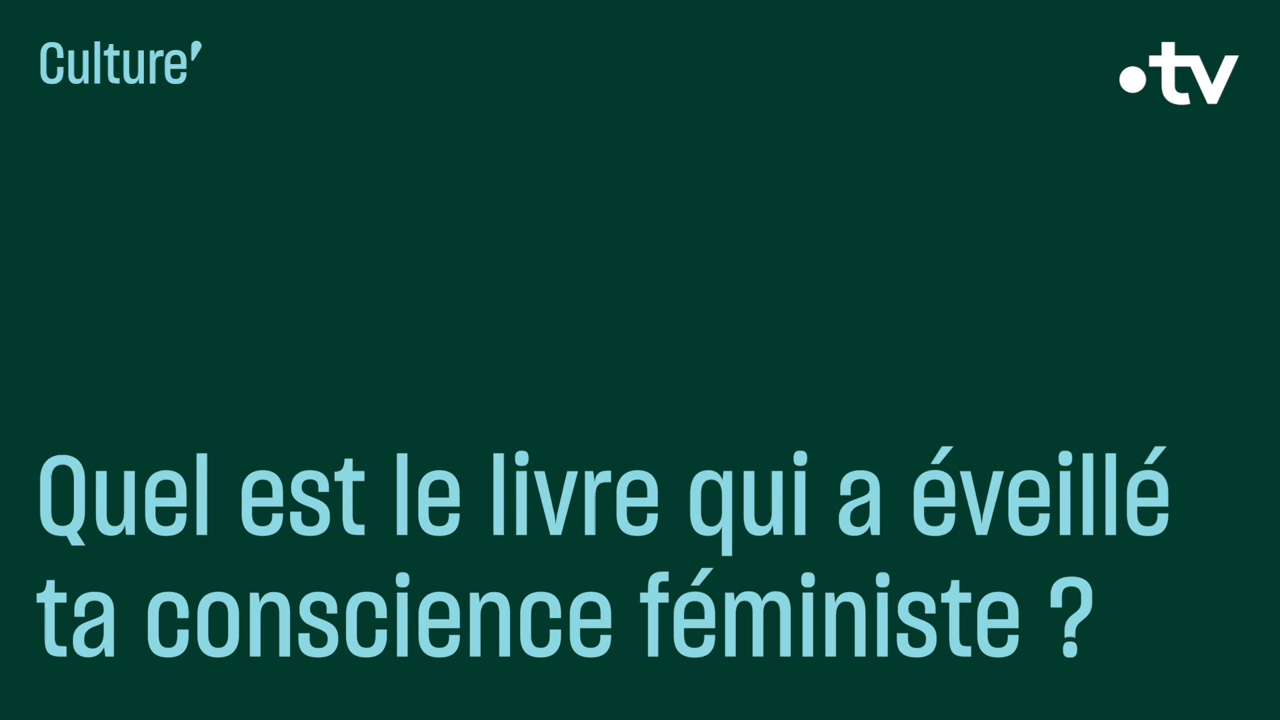 Culture'
•tv
Quel est le livre qui a éveillé
ta conscience féministe ?